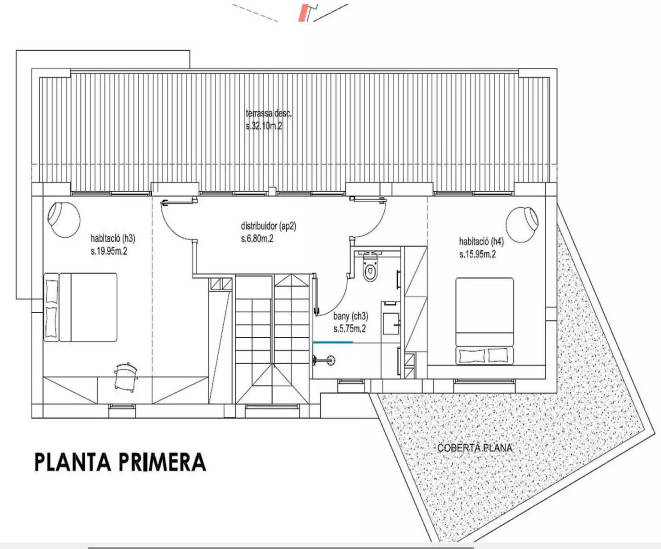 terrassa desc.
s.32.10m.2
habitació (h3)
s.19.95m.2
distribuidor (ap2)
s.6,80m.2
habitació (h4)
s.15.95m.2
bany (ch3)
s.5,75m,2
COBERTA PLANA
PLANTA PRIMERA